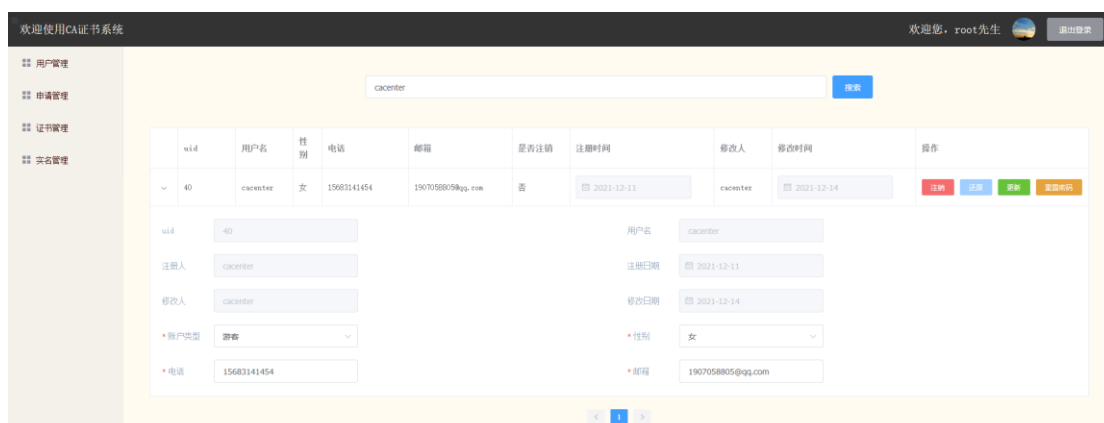 欢迎使用CA证书系统
欢迎您，root先生 退出登录
用户管理
申请管理
证书管理
实名管理
cacenter 搜索
uid 用户名 性别 电话 邮箱 是否注销 注册时间 修改人 修改时间 操作
40 cacenter 女 15683141454 1907058805@qq.com 否 2021-12-11 cacenter 2021-12-14 注销 还原 更新 重置密码
uid 40 用户名 cacenter
注册人 cacenter 注册日期 2021-12-11
修改人 cacenter 修改日期 2021-12-14
* 账户类型 游客 * 性别 女
* 电话 15683141454 * 邮箱 1907058805@qq.com
< 1 >